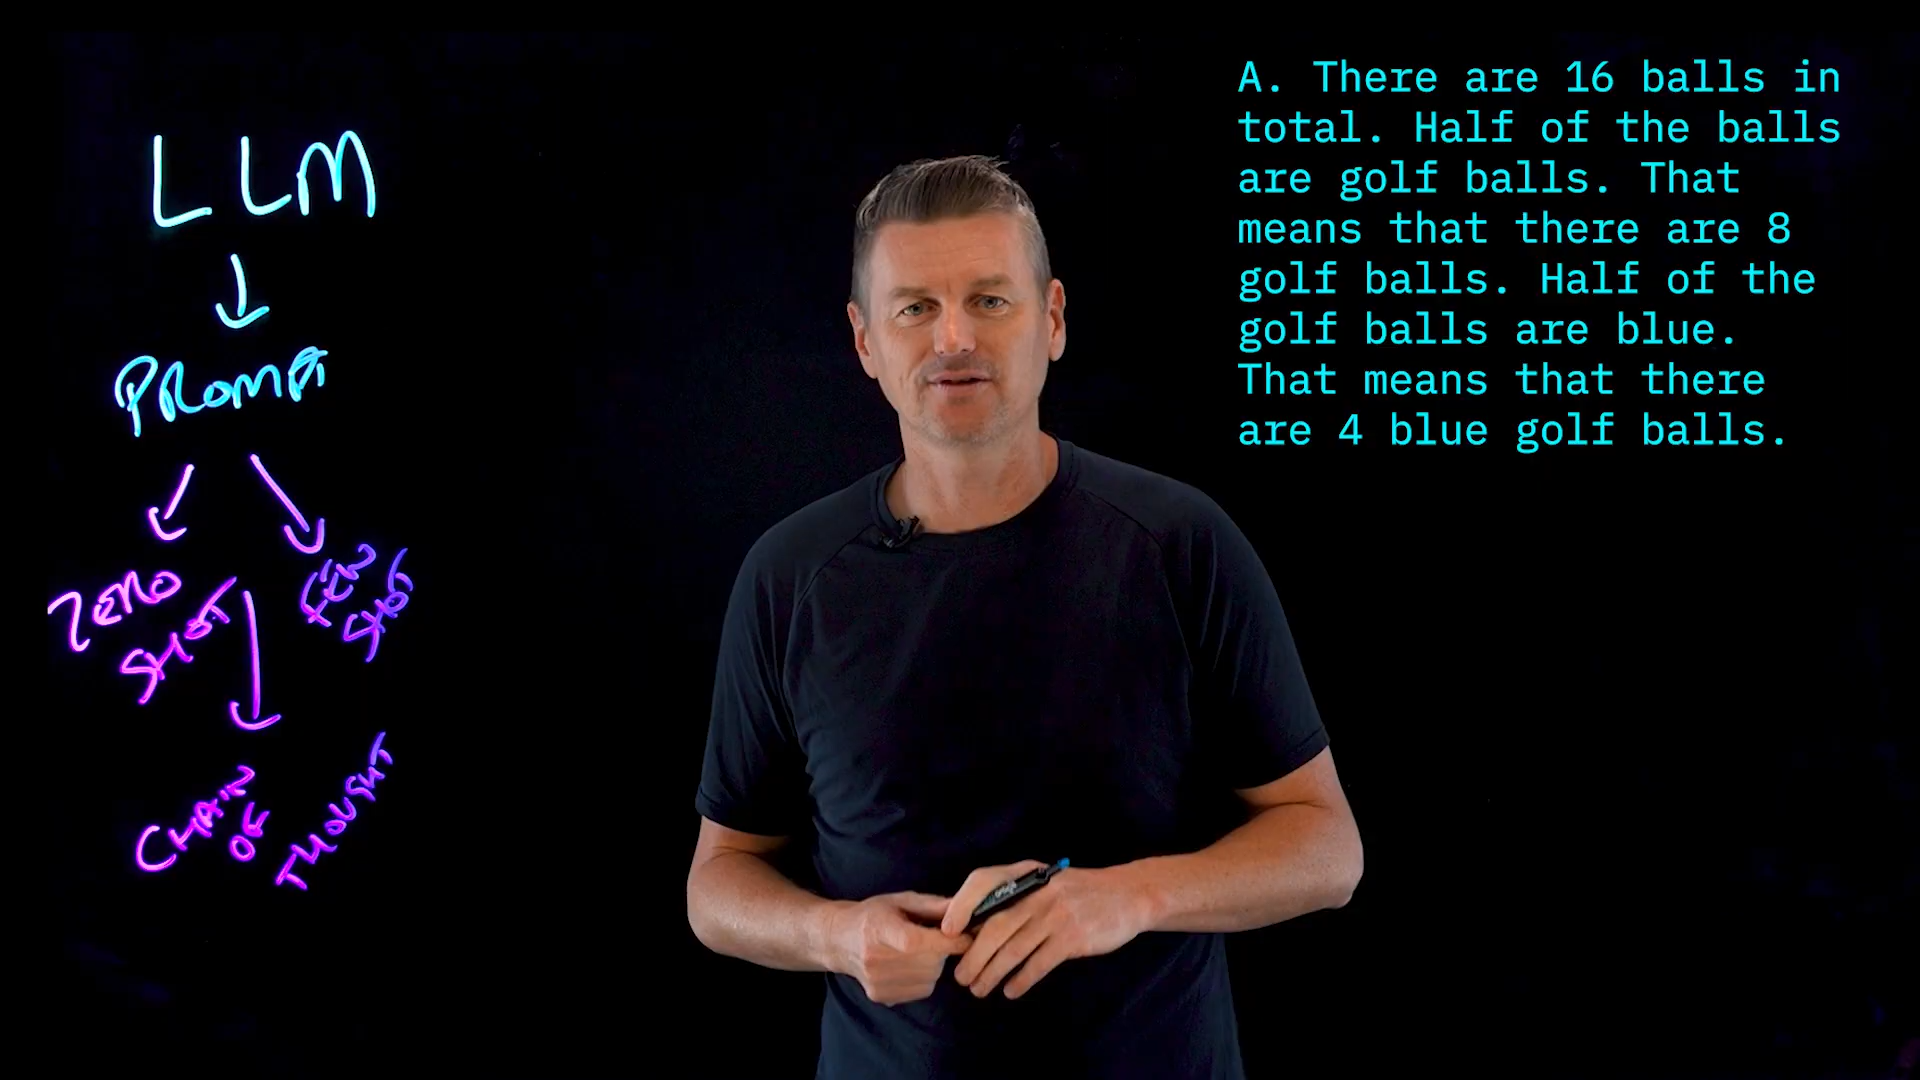 LLM
PROMPT
ZERO
SHOT
FEW
SHOT
CHAIN
OF
THOUGHT
A. There are 16 balls in
total. Half of the balls
are golf balls. That
means that there are 8
golf balls. Half of the
golf balls are blue.
That means that there
are 4 blue golf balls.